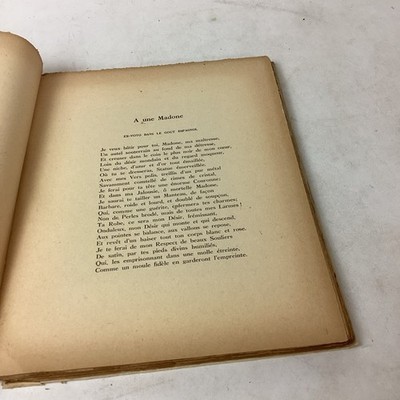 A une Madone
EX-VOTO DANS LE GOUT ESPAGNOL
Je veux bâtir pour toi, Madone, ma maîtresse,
Un autel souterrain au fond de ma détresse,
Et creuser dans le coin le plus noir de mon cœur,
Loin du désir mondain et du regard moqueur,
Une niche, d'azur et d'or tout émaillée,
Où tu te dresseras, Statue émerveillée.
Avec mes Vers polis, treillis d'un pur métal
Savamment constellé de rimes de cristal,
Je ferai pour ta tête une énorme Couronne;
Et dans ma Jalousie, ô mortelle Madone,
Je saurai te tailler un Manteau, de façon
Barbare, roide et lourd, et doublé de soupçon,
Qui, comme une guérite, enfermera tes charmes;
Non de Perles brodé, mais de toutes mes Larmes!
Ta Robe, ce sera mon Désir, frémissant,
Onduleux, mon Désir qui monte et qui descend,
Aux pointes se balance, aux vallons se repose,
Et revêt d'un baiser tout ton corps blanc et rose.
Je te ferai de mon Respect de beaux Souliers
De satin, par tes pieds divins humiliés,
Qui, les emprisonnant dans une molle étreinte,
Comme un moule fidèle en garderont l'empreinte.